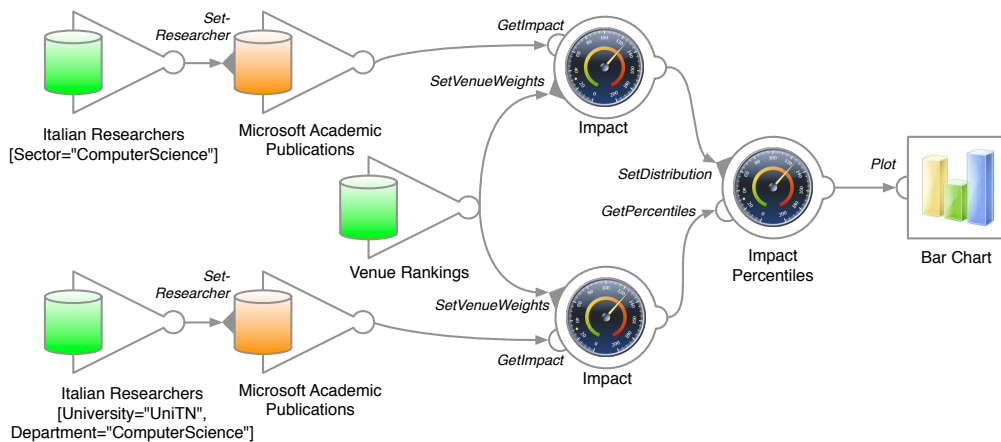 Set-
Researcher
Italian Researchers
[Sector="ComputerScience"]
Microsoft Academic
Publications
GetImpact
SetVenueWeights
Impact
Venue Rankings
SetDistribution
GetPercentiles
Impact
Percentiles
Plot
Bar Chart
Set-
Researcher
Italian Researchers
[University="UniTN",
Department="ComputerScience"]
Microsoft Academic
Publications
SetVenueWeights
GetImpact
Impact